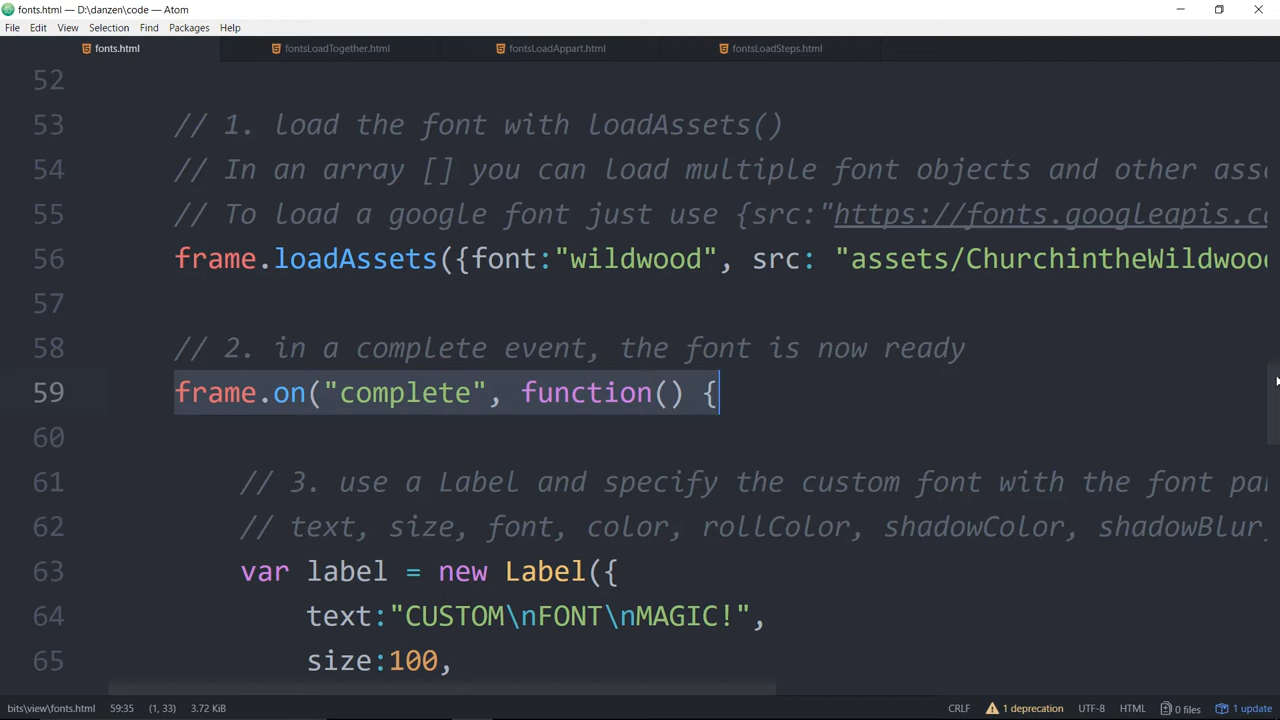 fonts.html — D:\danzen\code — Atom
File Edit View Selection Find Packages Help
fonts.html fontsLoadTogether.html fontsLoadAppart.html fontsLoadSteps.html
52
53 // 1. load the font with loadAssets()
54 // In an array [] you can load multiple font objects and other asse
55 // To load a google font just use {src:"https://fonts.googleapis.co
56 frame.loadAssets({font:"wildwood", src: "assets/ChurchintheWildwood
57
58 // 2. in a complete event, the font is now ready
59 frame.on("complete", function() {
60
61 // 3. use a Label and specify the custom font with the font pa
62 // text, size, font, color, rollColor, shadowColor, shadowBlur,
63 var label = new Label({
64 text:"CUSTOM\nFONT\nMAGIC!",
65 size:100,
bits\view\fonts.html 59:35 (1, 33) 3.72 KiB CRLF 1 deprecation UTF-8 HTML 0 files 1 update